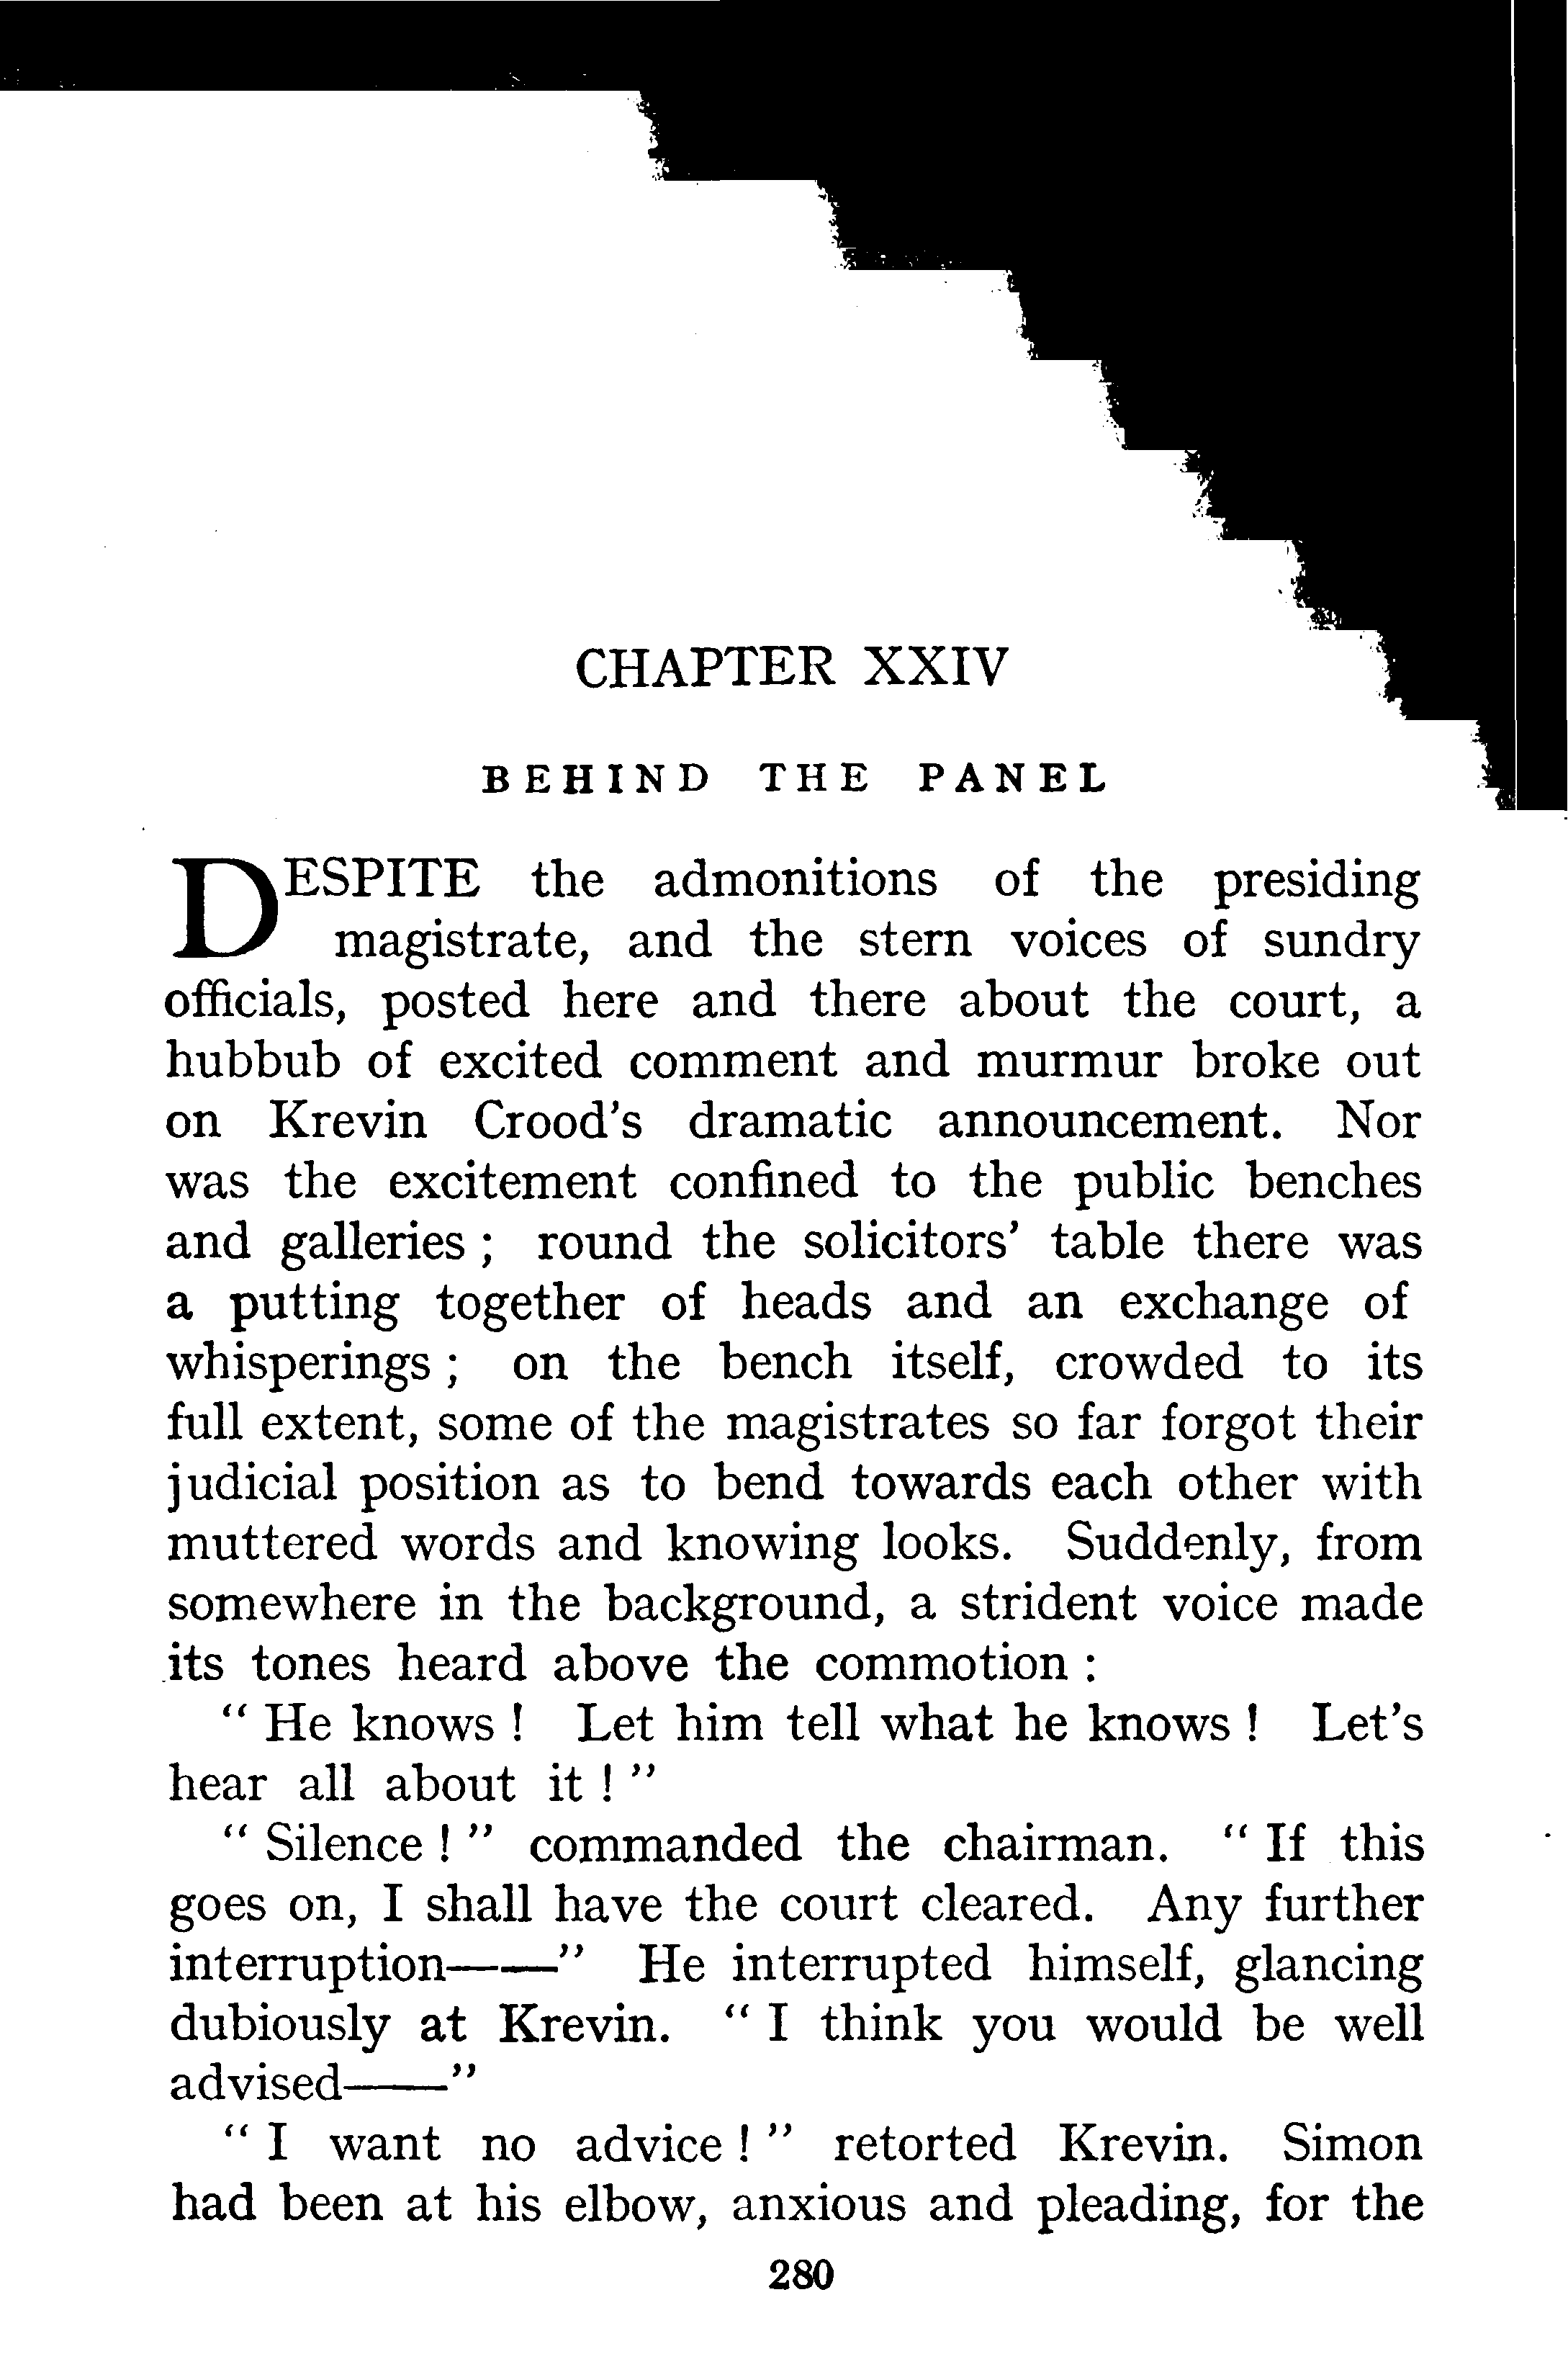 CHAPTER XXIV
BEHIND THE PANEL
DESPITE the admonitions of the presiding
magistrate, and the stern voices of sundry
officials, posted here and there about the court, a
hubbub of excited comment and murmur broke out
on Krevin Crood's dramatic announcement. Nor
was the excitement confined to the public benches
and galleries ; round the solicitors' table there was
a putting together of heads and an exchange of
whisperings ; on the bench itself, crowded to its
full extent, some of the magistrates so far forgot their
judicial position as to bend towards each other with
muttered words and knowing looks. Suddenly, from
somewhere in the background, a strident voice made
its tones heard above the commotion :
“ He knows ! Let him tell what he knows ! Let's
hear all about it ! ”
“ Silence ! ” commanded the chairman. “ If this
goes on, I shall have the court cleared. Any further
interruption——” He interrupted himself, glancing
dubiously at Krevin. “ I think you would be well
advised——”
“ I want no advice ! ” retorted Krevin. Simon
had been at his elbow, anxious and pleading, for the
280